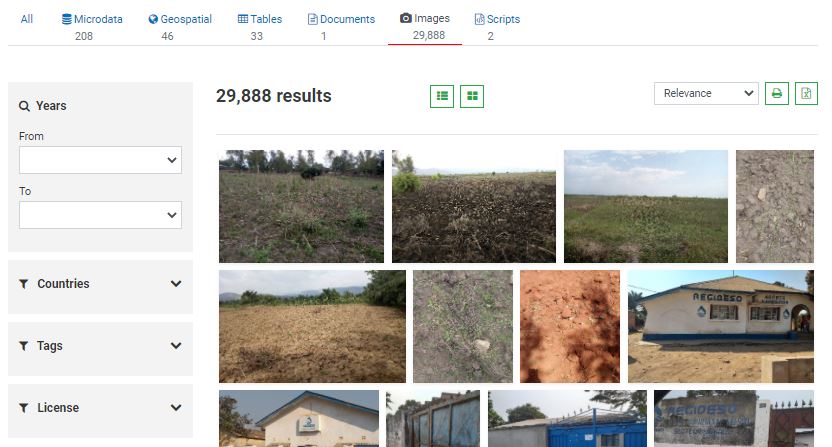 All Microdata Geospatial Tables Documents Images Scripts
208 46 33 1 29,888 2
Years
29,888 results
Relevance
From
To
Countries
Tags
License
REGIDESO
REGIDESO